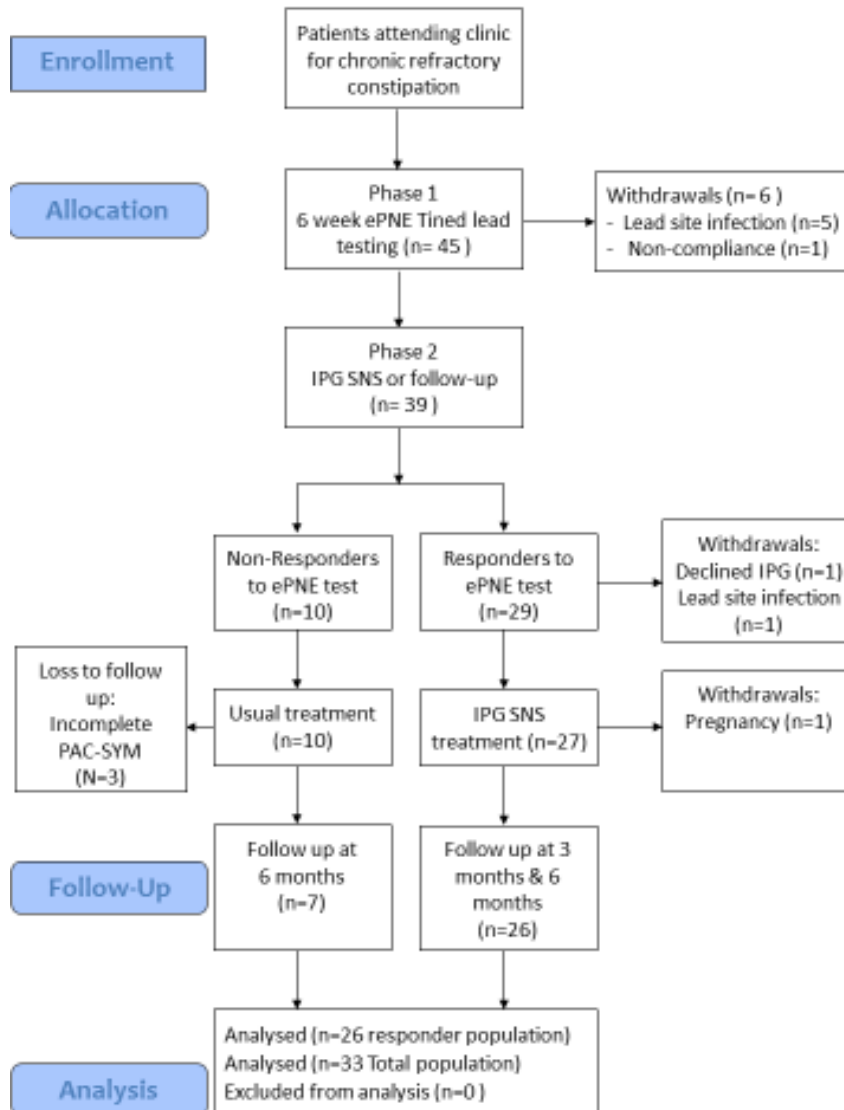 Enrollment
Patients attending clinic
for chronic refractory
constipation
Allocation
Phase 1
6 week ePNE Tined lead
testing (n= 45 )
Withdrawals (n= 6 )
- Lead site infection (n=5)
- Non-compliance (n=1)
Phase 2
IPG SNS or follow-up
(n= 39 )
Non-Responders
to ePNE test
(n=10)
Responders to
ePNE test
(n=29)
Withdrawals:
Declined IPG (n=1)
Lead site infection
(n=1)
Loss to follow
up:
Incomplete
PAC-SYM
(N=3)
Usual treatment
(n=10)
IPG SNS
treatment (n=27)
Withdrawals:
Pregnancy (n=1)
Follow-Up
Follow up at
6 months
(n=7)
Follow up at 3
months & 6
months
(n=26)
Analysis
Analysed (n=26 responder population)
Analysed (n=33 Total population)
Excluded from analysis (n=0 )